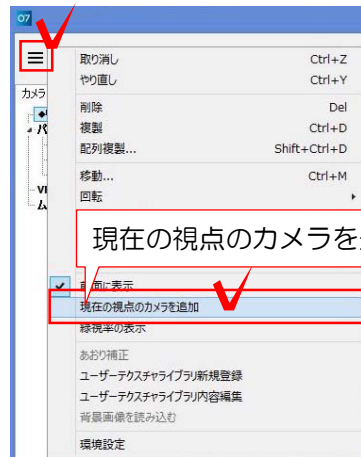 07
取り消し Ctrl+Z
やり直し Ctrl+Y
カメラ
削除 Del
複製 Ctrl+D
配列複製... Shift+Ctrl+D
移動... Ctrl+M
回転
現在の視点のカメラを
前面に表示
現在の視点のカメラを追加
緑視率の表示
あおり補正
ユーザーテクスチャライブラリ新規登録
ユーザーテクスチャライブラリ内容編集
背景画像を読み込む
環境設定